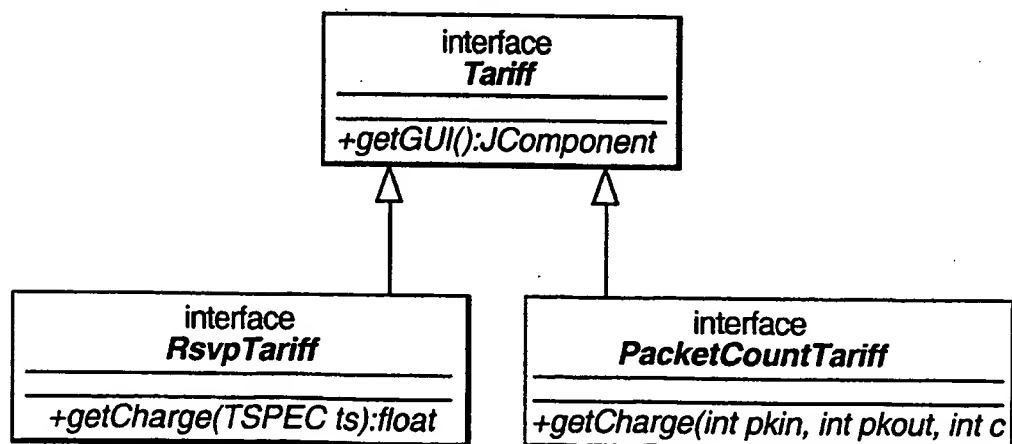 interface
Tariff
+getGUI():JComponent
interface
RsvpTariff
+getCharge(TSPEC ts):float
interface
PacketCountTariff
+getCharge(int pkin, int pkout, int c